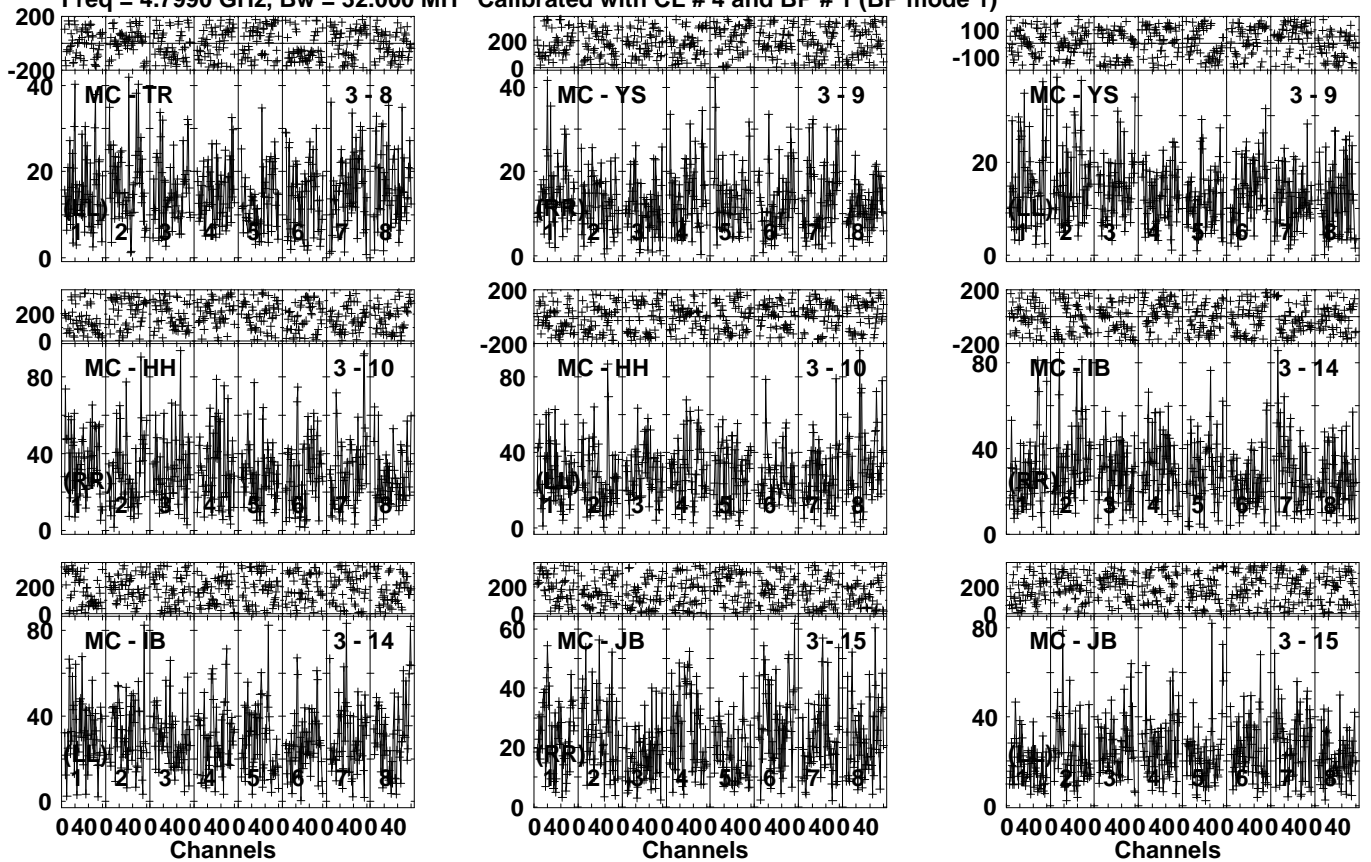 Freq = 4.7990 GHz, Bw = 32.000 MH Calibrated with CL # 4 and BP # 1 (BP mode 1)
-200
200 0
100 -100
MC - TR 3 - 8
40 20 0
(LL)
1 2 3 4 5 6 7 8
MC - YS 3 - 9
40 20 0
(RR)
1 2 3 4 5 6 7 8
MC - YS 3 - 9
20 0
(LL)
1 2 3 4 5 6 7 8
200 0
200 -200
200 -200
MC - HH 3 - 10
80 40 0
(RR)
1 2 3 4 5 6 7 8
MC - HH 3 - 10
80 40 0
(LL)
1 2 3 4 5 6 7 8
MC - IB 3 - 14
80 40 0
(RR)
1 2 3 4 5 6 7 8
200 0
200 0
200 0
MC - IB 3 - 14
80 40 0
(LL)
1 2 3 4 5 6 7 8
MC - JB 3 - 15
60 40 20 0
(RR)
1 2 3 4 5 6 7 8
MC - JB 3 - 15
80 40 0
(LL)
1 2 3 4 5 6 7 8
0 40 0 40 0 40 0 40 0 40 0 40 0 40 0 40
0 40 0 40 0 40 0 40 0 40 0 40 0 40 0 40
0 40 0 40 0 40 0 40 0 40 0 40 0 40 0 40
Channels
Channels
Channels